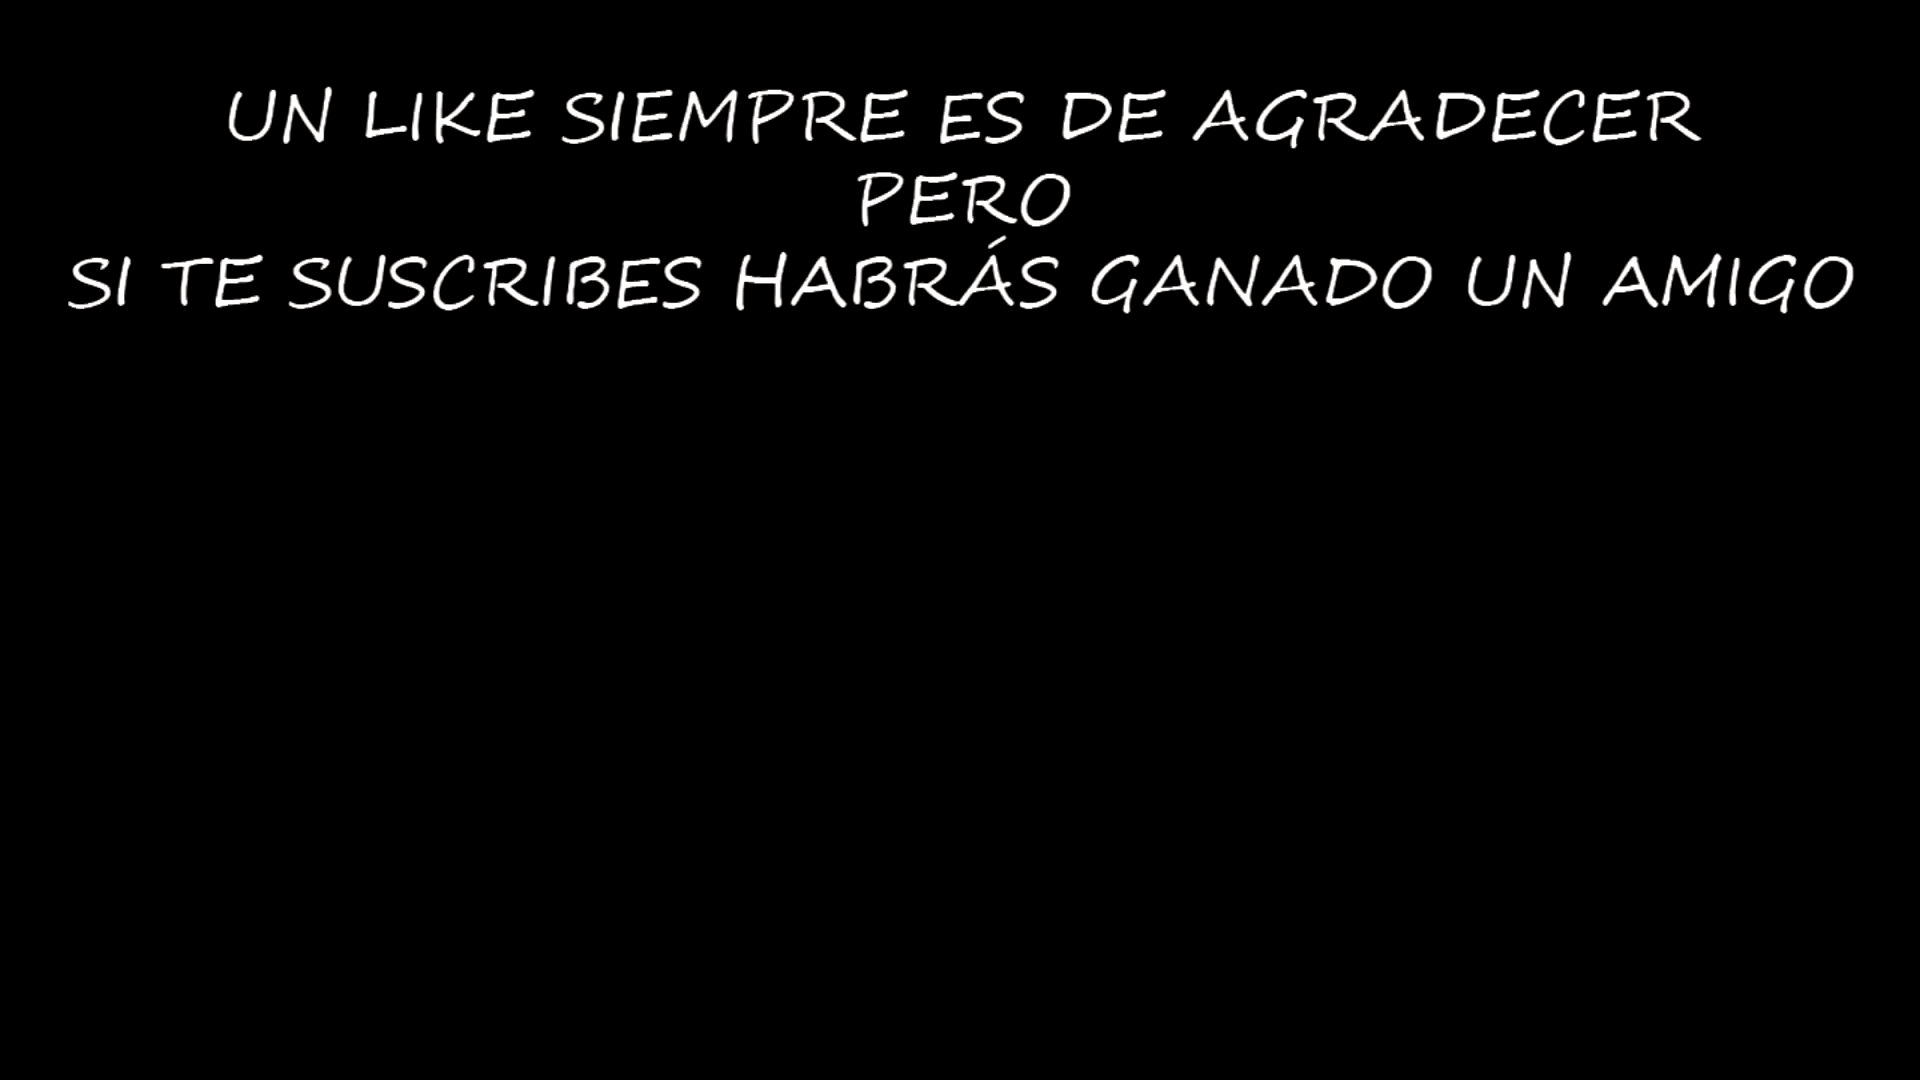 UN LIKE SIEMPRE ES DE AGRADECER
PERO
SI TE SUSCRIBES HABRÁS GANADO UN AMIGO